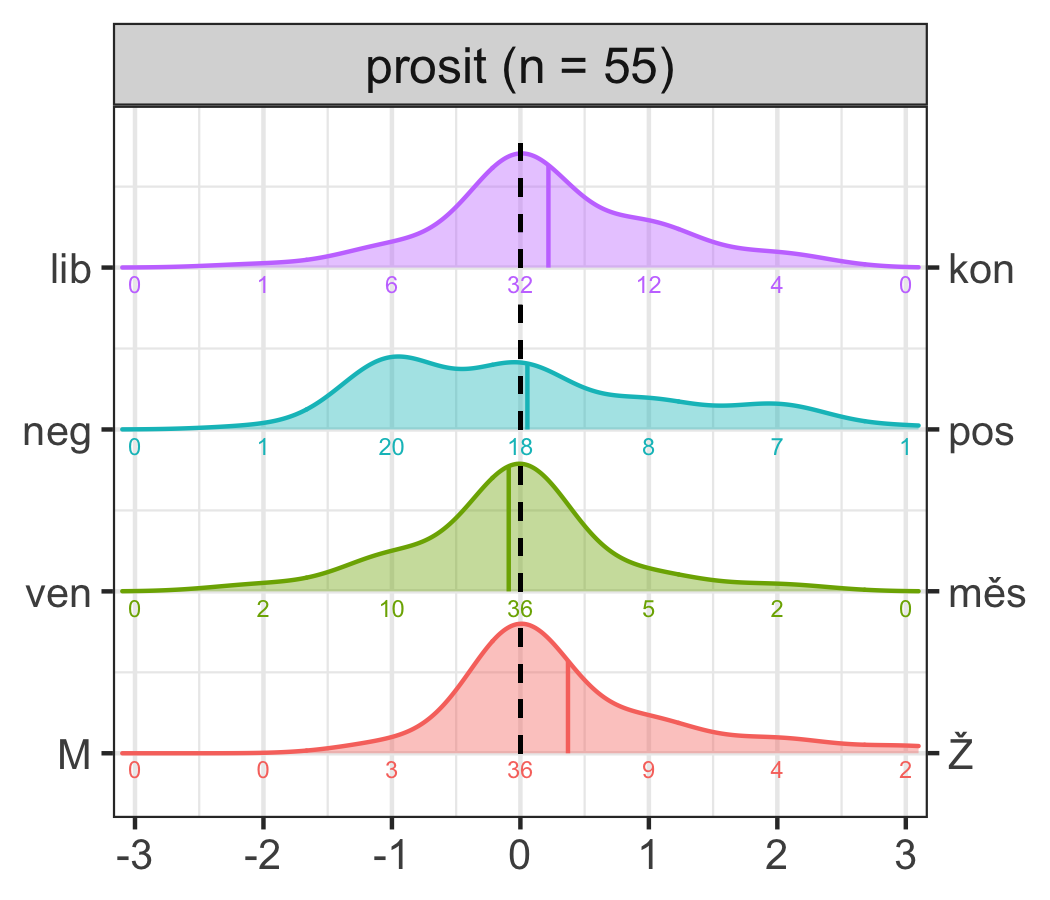 prosit (n = 55)
lib kon
0 1 6 32 12 4 0
neg pos
0 1 20 18 8 7 1
ven měs
0 2 10 36 5 2 0
M Ž
0 0 3 36 9 4 2
-3 -2 -1 0 1 2 3